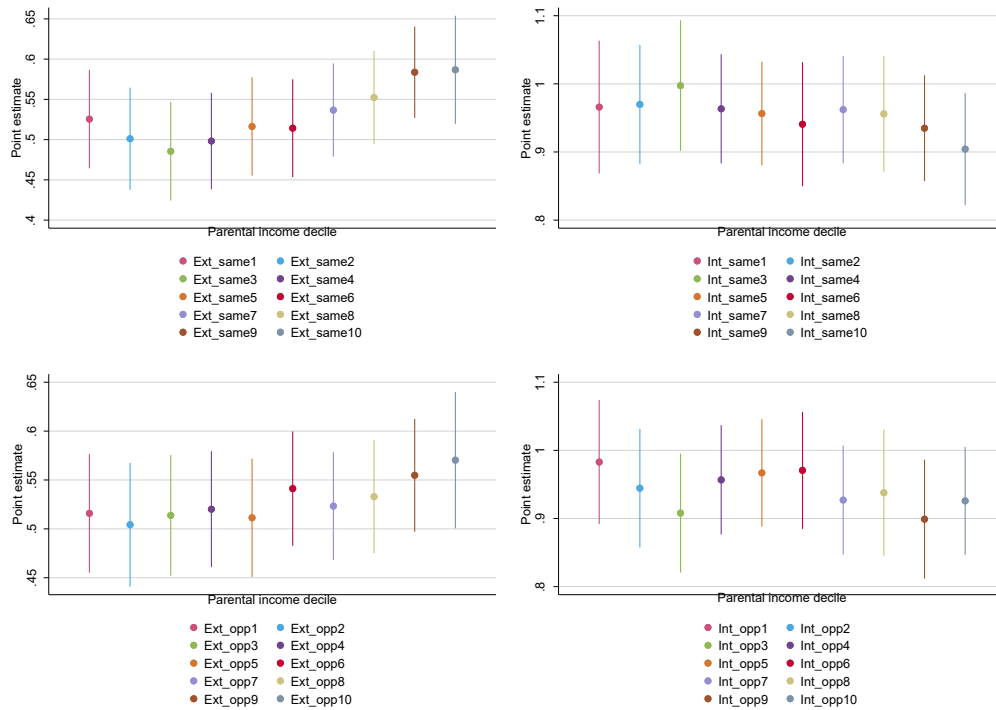 Point estimate
.65
.6
.55
.5
.45
.4
Parental income decile
Ext_same1 Ext_same2
Ext_same3 Ext_same4
Ext_same5 Ext_same6
Ext_same7 Ext_same8
Ext_same9 Ext_same10
Point estimate
1.1
1
.9
.8
Parental income decile
Int_same1 Int_same2
Int_same3 Int_same4
Int_same5 Int_same6
Int_same7 Int_same8
Int_same9 Int_same10
Point estimate
.65
.6
.55
.5
.45
Parental income decile
Ext_opp1 Ext_opp2
Ext_opp3 Ext_opp4
Ext_opp5 Ext_opp6
Ext_opp7 Ext_opp8
Ext_opp9 Ext_opp10
Point estimate
1.1
1
.9
.8
Parental income decile
Int_opp1 Int_opp2
Int_opp3 Int_opp4
Int_opp5 Int_opp6
Int_opp7 Int_opp8
Int_opp9 Int_opp10